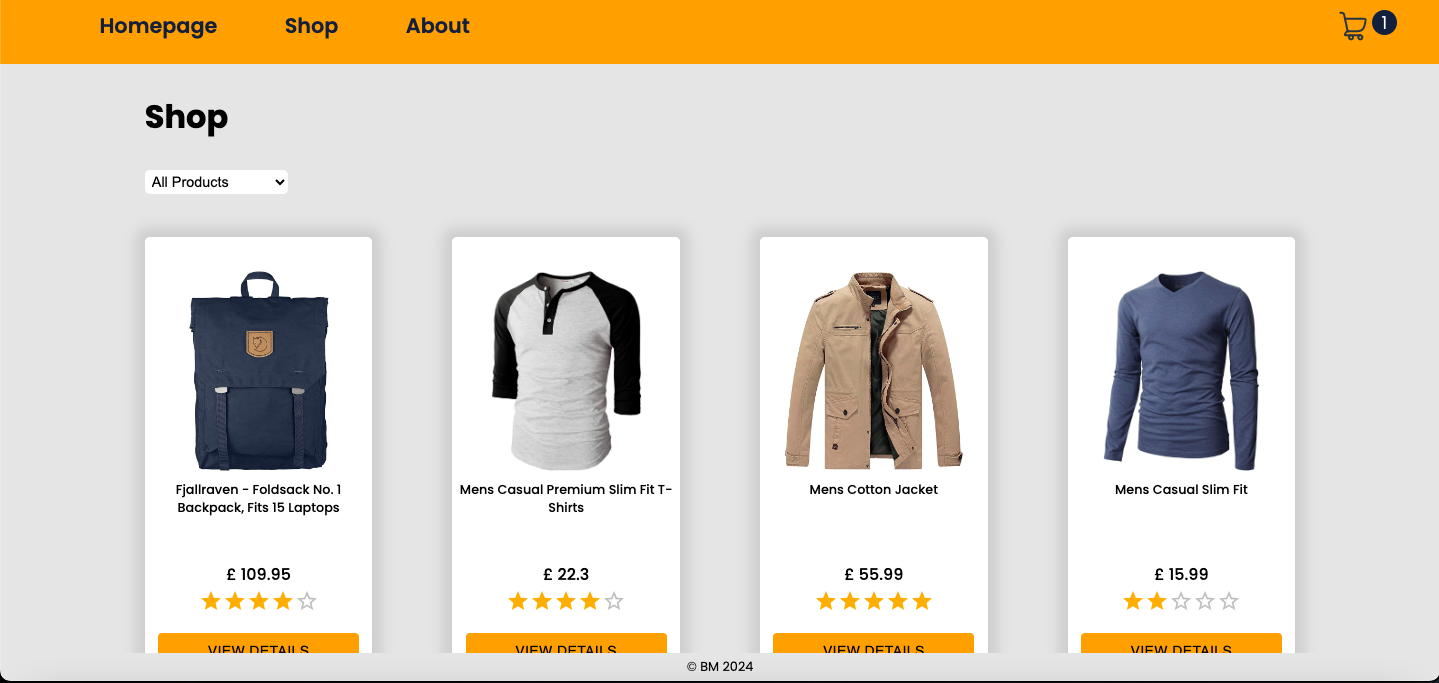 Homepage Shop About 1
Shop
All Products
Fjallraven - Foldsack No. 1
Backpack, Fits 15 Laptops
£ 109.95
VIEW DETAILS
Mens Casual Premium Slim Fit T-
Shirts
£ 22.3
VIEW DETAILS
Mens Cotton Jacket
£ 55.99
VIEW DETAILS
Mens Casual Slim Fit
£ 15.99
VIEW DETAILS
© BM 2024